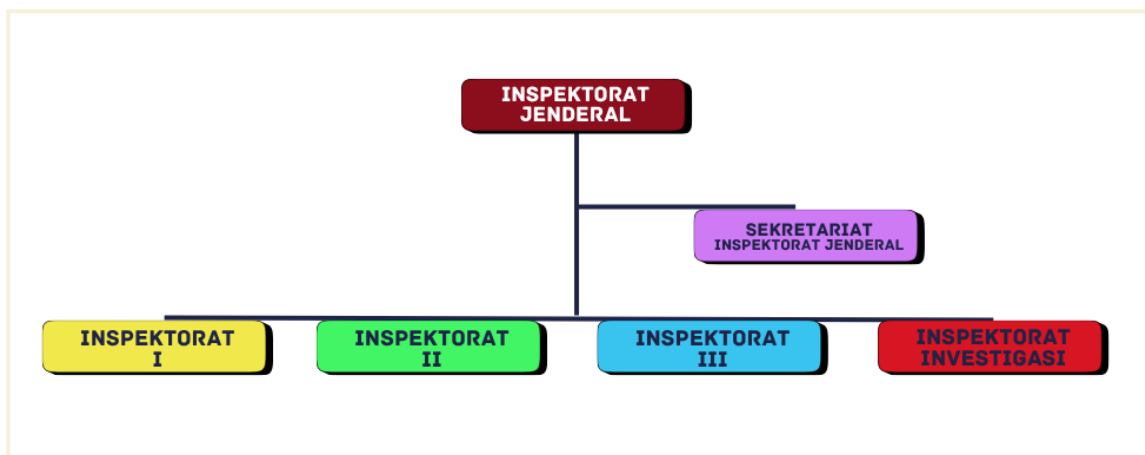 INSPEKTORAT
JENDERAL
SEKRETARIAT
INSPEKTORAT JENDERAL
INSPEKTORAT
I
INSPEKTORAT
II
INSPEKTORAT
III
INSPEKTORAT
INVESTIGASI